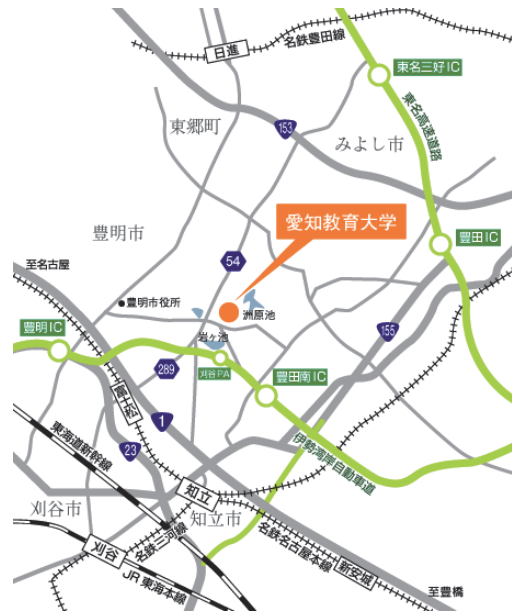 名鉄豊田線
日進
東名三好IC
東名高速道路
東郷町
153
みよし市
愛知教育大学
豊明市
豊田IC
54
至名古屋
豊明市役所
洲原池
豊明IC
岩ヶ池
155
289
刈谷PA
豊田南IC
富士松
1
伊勢湾岸自動車道
23
東海道新幹線
知立
刈谷市
知立市
刈谷
名鉄三河線
名鉄名古屋本線
新安城
JR東海本線
至豊橋